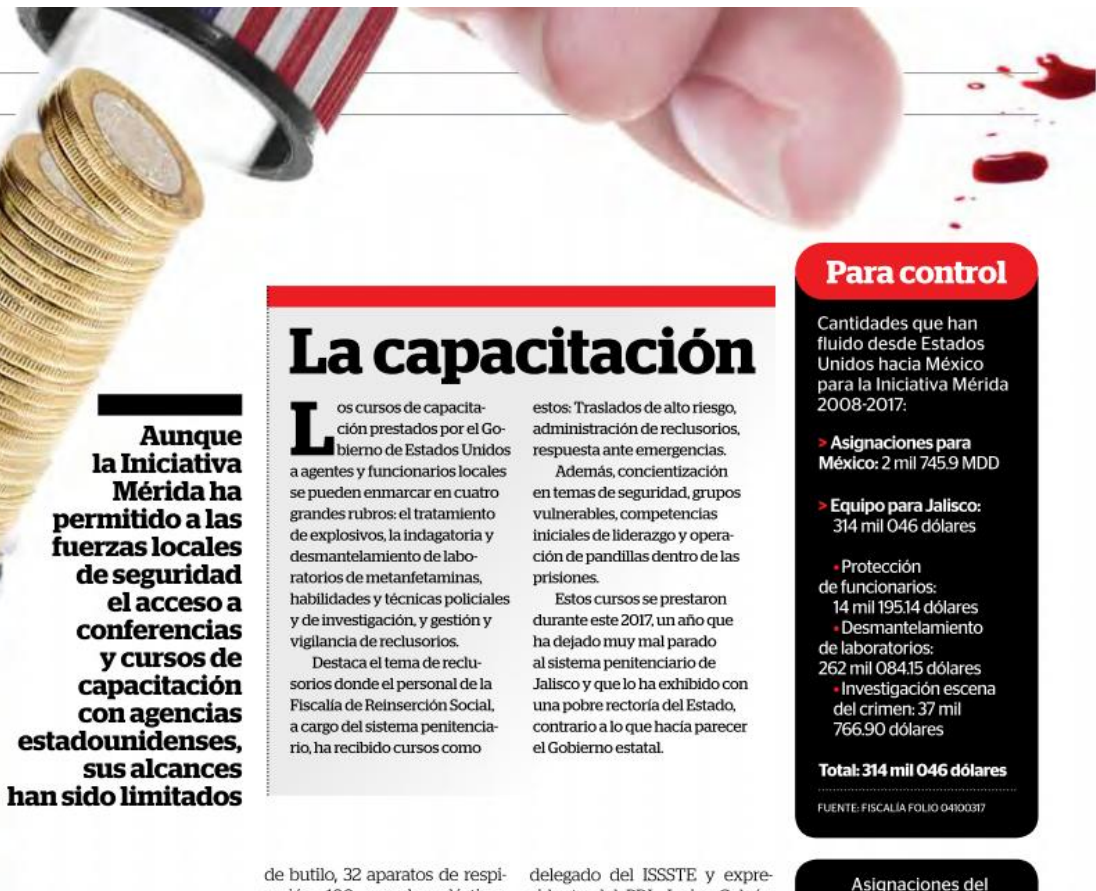 Aunque
la Iniciativa
Mérida ha
permitido a las
fuerzas locales
de seguridad
el acceso a
conferencias
y cursos de
capacitación
con agencias
estadounidenses,
sus alcances
han sido limitados
La capacitación
Los cursos de capacita-
ción prestados por el Go-
bierno de Estados Unidos
a agentes y funcionarios locales
se pueden enmarcar en cuatro
grandes rubros: el tratamiento
de explosivos, la indagatoria y
desmantelamiento de labo-
ratorios de metanfetaminas,
habilidades y técnicas policiales
y de investigación, y gestión y
vigilancia de reclusorios.
Destaca el tema de reclu-
sorios donde el personal de la
Fiscalía de Reinserción Social,
a cargo del sistema penitencia-
rio, ha recibido cursos como
estos: Traslados de alto riesgo,
administración de reclusorios,
respuesta ante emergencias.
Además, concientización
en temas de seguridad, grupos
vulnerables, competencias
iniciales de liderazgo y opera-
ción de pandillas dentro de las
prisiones.
Estos cursos se prestaron
durante este 2017, un año que
ha dejado muy mal parado
al sistema penitenciario de
Jalisco y que lo ha exhibido con
una pobre rectoría del Estado,
contrario a lo que hacía parecer
el Gobierno estatal.
Para control
Cantidades que han
fluido desde Estados
Unidos hacia México
para la Iniciativa Mérida
2008-2017:
> Asignaciones para
México: 2 mil 745.9 MDD
> Equipo para Jalisco:
314 mil 046 dólares
• Protección
de funcionarios:
14 mil 195.14 dólares
• Desmantelamiento
de laboratorios:
262 mil 084.15 dólares
• Investigación escena
del crimen: 37 mil
766.90 dólares
Total: 314 mil 046 dólares
FUENTE: FISCALÍA FOLIO 04100317
de butilo, 32 aparatos de respi-
delegado del ISSSTE y expre-
Asignaciones del